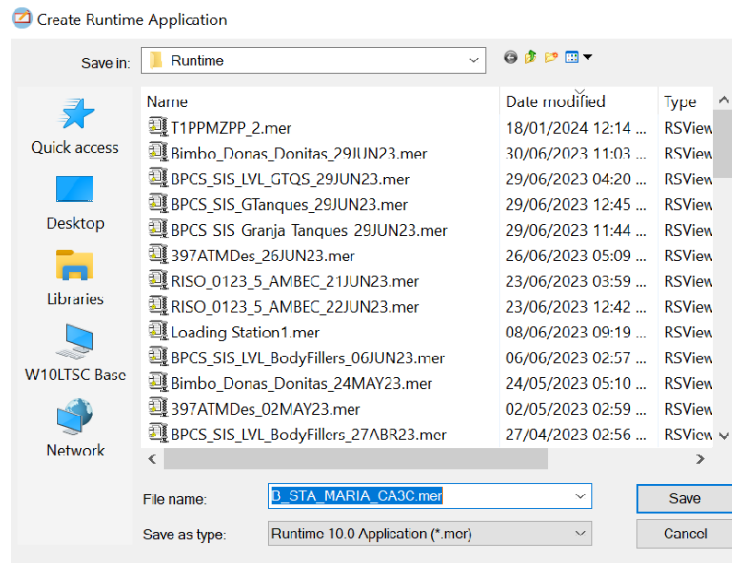 Create Runtime Application
Save in: Runtime
Name Date modified Type
T1PPMZPP_2.mer 18/01/2024 12:14 ... RSView
Bimbo_Donas_Donitas_29JUN23.mer 30/06/2023 11:03 ... RSView
BPCS_SIS_LVL_GTQS_29JUN23.mer 29/06/2023 04:20 ... RSView
BPCS_SIS_GTanques_29JUN23.mer 29/06/2023 12:45 ... RSView
BPCS_SIS_Granja_Tanques_29JUN23.mer 29/06/2023 11:44 ... RSView
397ATMDes_26JUN23.mer 26/06/2023 05:09 ... RSView
RISO_0123_5_AMBEC_21JUN23.mer 23/06/2023 03:59 ... RSView
RISO_0123_5_AMBEC_22JUN23.mer 23/06/2023 12:42 ... RSView
Loading Station1.mer 08/06/2023 09:19 ... RSView
BPCS_SIS_LVL_BodyFillers_06JUN23.mer 06/06/2023 02:57 ... RSView
Bimbo_Donas_Donitas_24MAY23.mer 24/05/2023 05:10 ... RSView
397ATMDes_02MAY23.mer 02/05/2023 02:59 ... RSView
BPCS_SIS_LVL_BodyFillers_27ABR23.mer 27/04/2023 02:56 ... RSView
Quick access
Desktop
Libraries
W10LTSC Base
Network
File name: B_STA_MARIA_CA3C.mer Save
Save as type: Runtime 10.0 Application (*.mer) Cancel